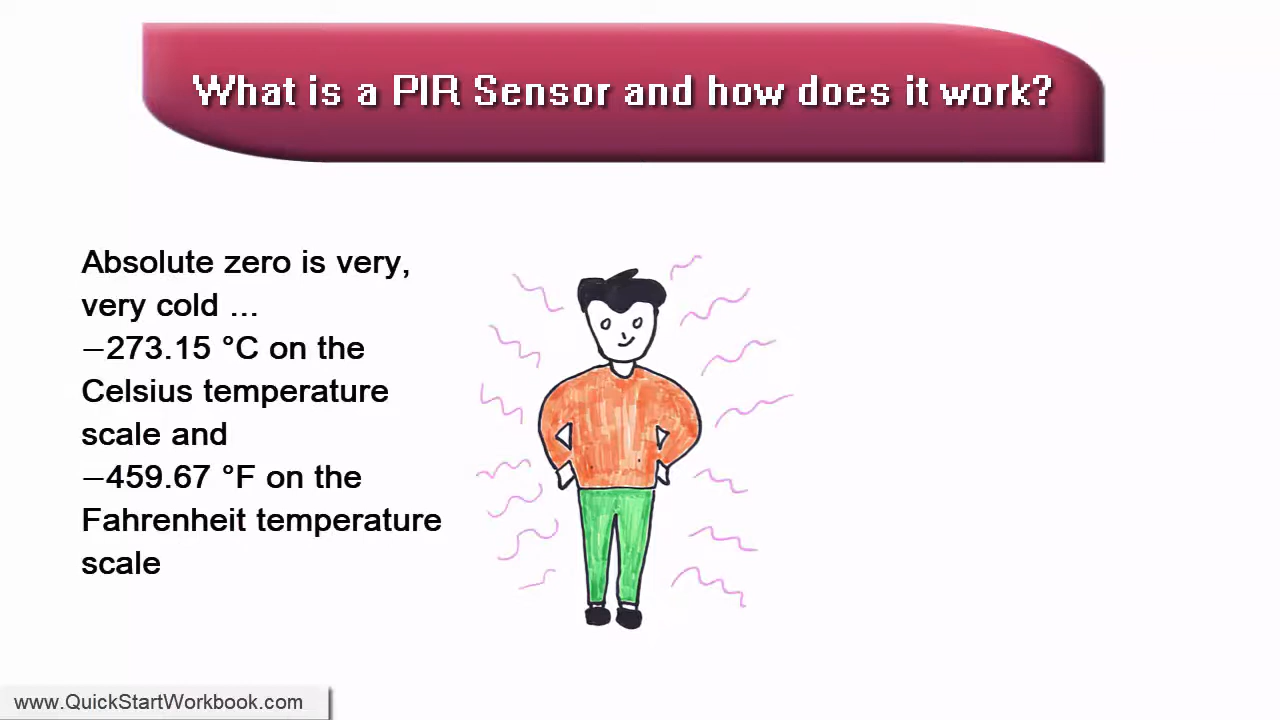 What is a PIR Sensor and how does it work?
Absolute zero is very,
very cold ...
–273.15 °C on the
Celsius temperature
scale and
–459.67 °F on the
Fahrenheit temperature
scale
www.QuickStartWorkbook.com